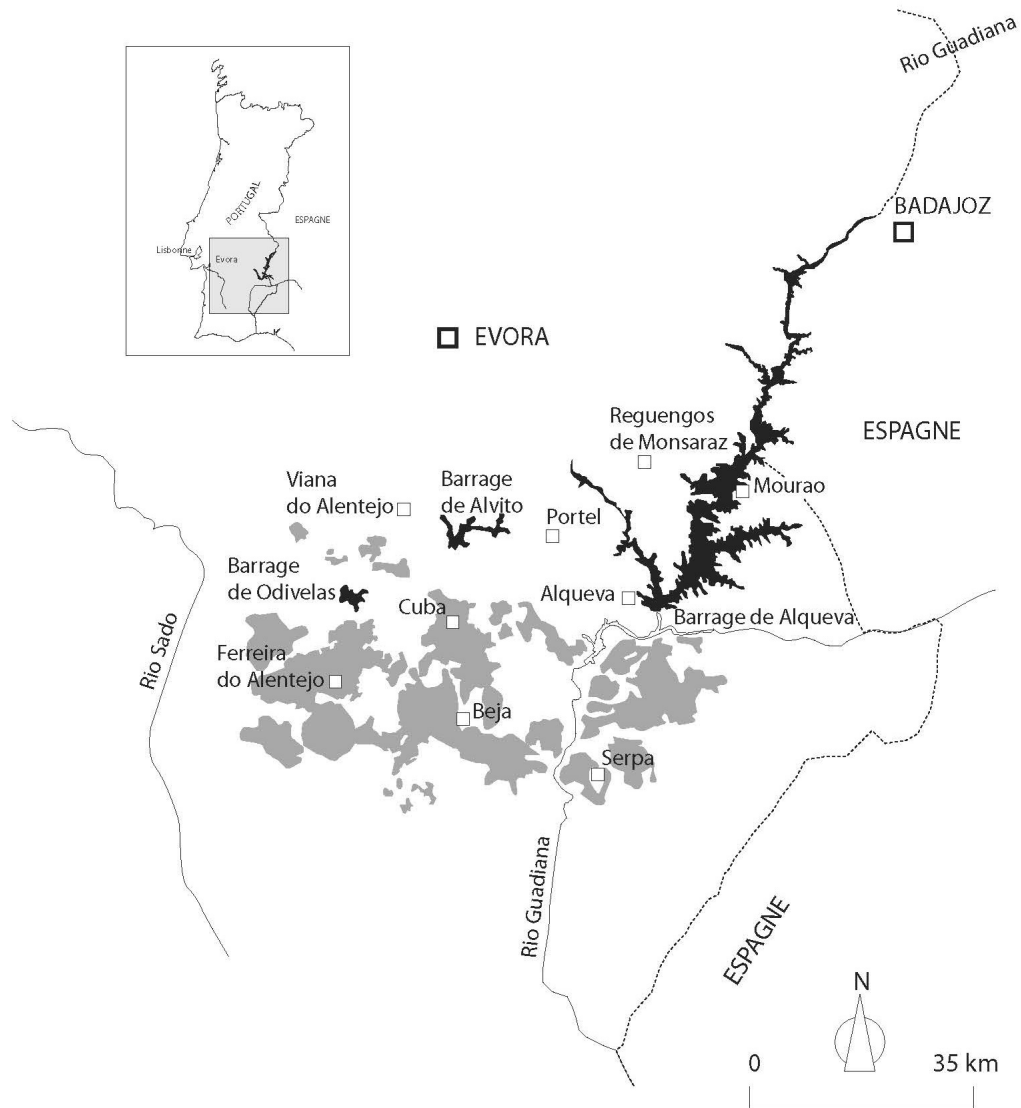 Rio Guadiana
PORTUGAL
ESPAGNE
Lisbonne
Evora
BADAJOZ
EVORA
ESPAGNE
Reguengos
de Monsaraz
Mourao
Viana
do Alentejo
Barrage
de Alvito
Portel
Barrage
de Odivelas
Alqueva
Cuba
Barrage de Alqueva
Rio Sado
Ferreira
do Alentejo
Beja
Serpa
Rio Guadiana
ESPAGNE
N
0
35 km